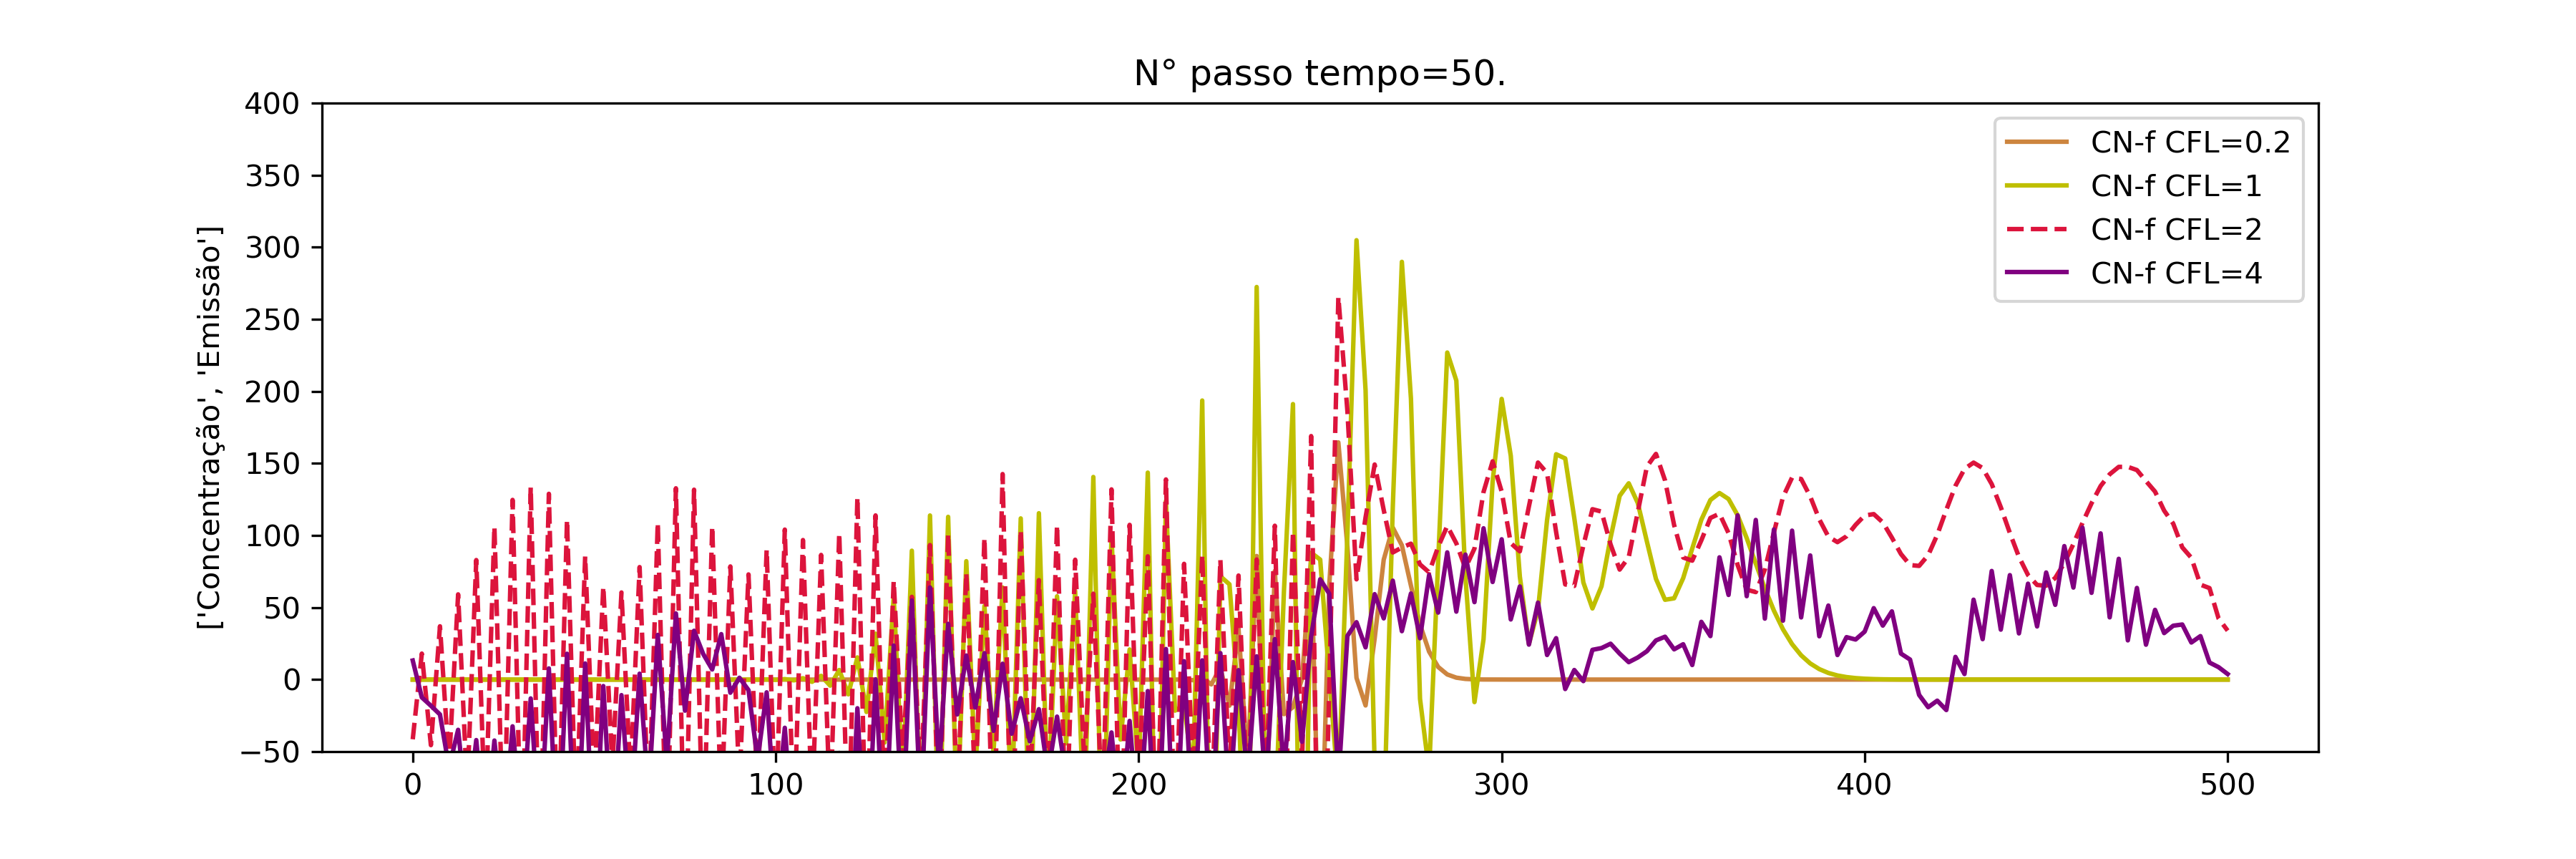 N° passo tempo=50.
['Concentração', 'Emissão']
400
350
300
250
200
150
100
50
0
−50
0 100 200 300 400 500
CN-f CFL=0.2
CN-f CFL=1
CN-f CFL=2
CN-f CFL=4